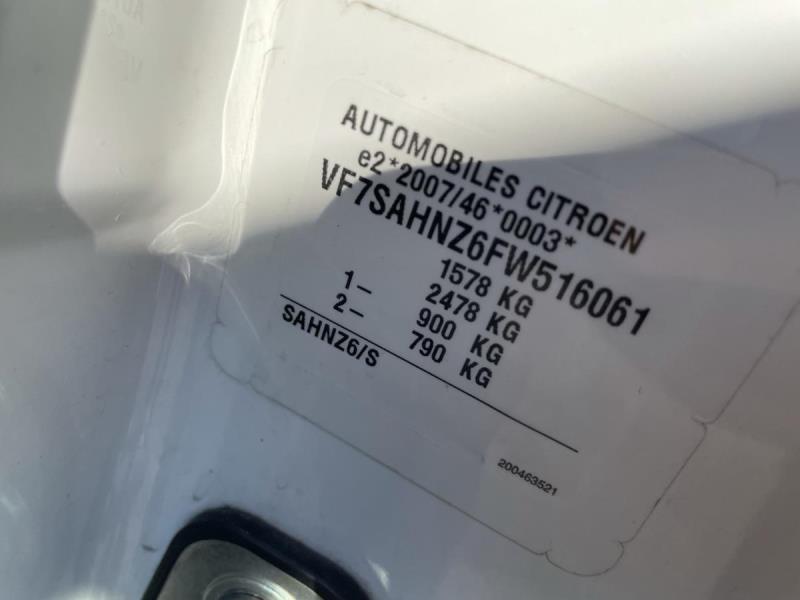 AUTOMOBILES CITROEN
e2*2007/46*0003*
VF7SAHNZ6FW516061
1578 KG
2478 KG
1– 900 KG
2– 790 KG
SAHNZ6/S
200463521